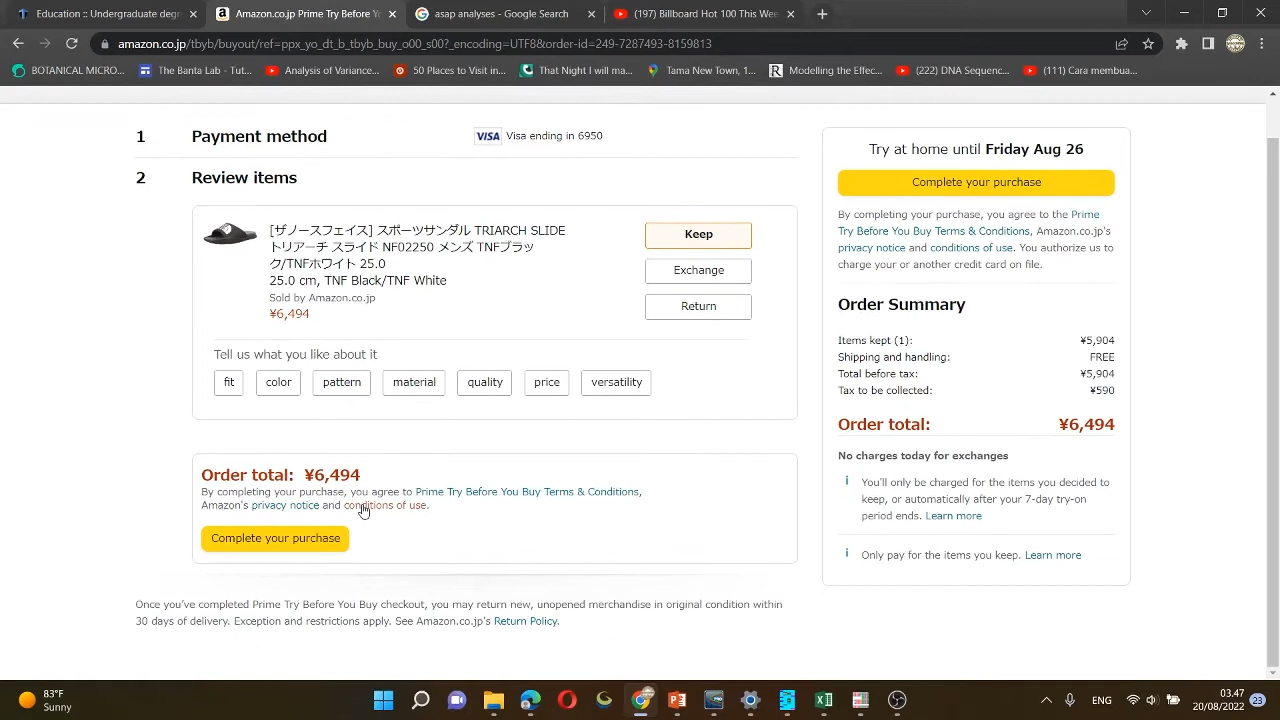 Education :: Undergraduate degr
Amazon.co.jp Prime Try Before Yo
asap analyses - Google Search
(197) Billboard Hot 100 This Wee
amazon.co.jp/tbyb/buyout/ref=ppx_yo_dt_b_tbyb_buy_o00_s00?_encoding=UTF8&order-id=249-7287493-8159813
BOTANICAL MICRO...
The Banta Lab - Tut...
Analysis of Variance...
50 Places to Visit in...
That Night I will ma...
Tama New Town, 1...
Modelling the Effec...
(222) DNA Sequenc...
(111) Cara membua...
1 Payment method
VISA Visa ending in 6950
2 Review items
[ザノースフェイス] スポーツサンダル TRIARCH SLIDE
トリアーチ スライド NF02250 メンズ TNFブラッ
ク/TNFホワイト 25.0
25.0 cm, TNF Black/TNF White
Sold by Amazon.co.jp
¥6,494
Keep
Exchange
Return
Tell us what you like about it
fit color pattern material quality price versatility
Order total: ¥6,494
By completing your purchase, you agree to Prime Try Before You Buy Terms & Conditions,
Amazon's privacy notice and conditions of use.
Complete your purchase
Once you've completed Prime Try Before You Buy checkout, you may return new, unopened merchandise in original condition within
30 days of delivery. Exception and restrictions apply. See Amazon.co.jp's Return Policy.
Try at home until Friday Aug 26
Complete your purchase
By completing your purchase, you agree to the Prime
Try Before You Buy Terms & Conditions, Amazon.co.jp's
privacy notice and conditions of use. You authorize us to
charge your or another credit card on file.
Order Summary
Items kept (1): ¥5,904
Shipping and handling: FREE
Total before tax: ¥5,904
Tax to be collected: ¥590
Order total: ¥6,494
No charges today for exchanges
You'll only be charged for the items you decided to
keep, or automatically after your 7-day try-on
period ends. Learn more
Only pay for the items you keep. Learn more
83°F
Sunny
ENG
03.47
20/08/2022
23